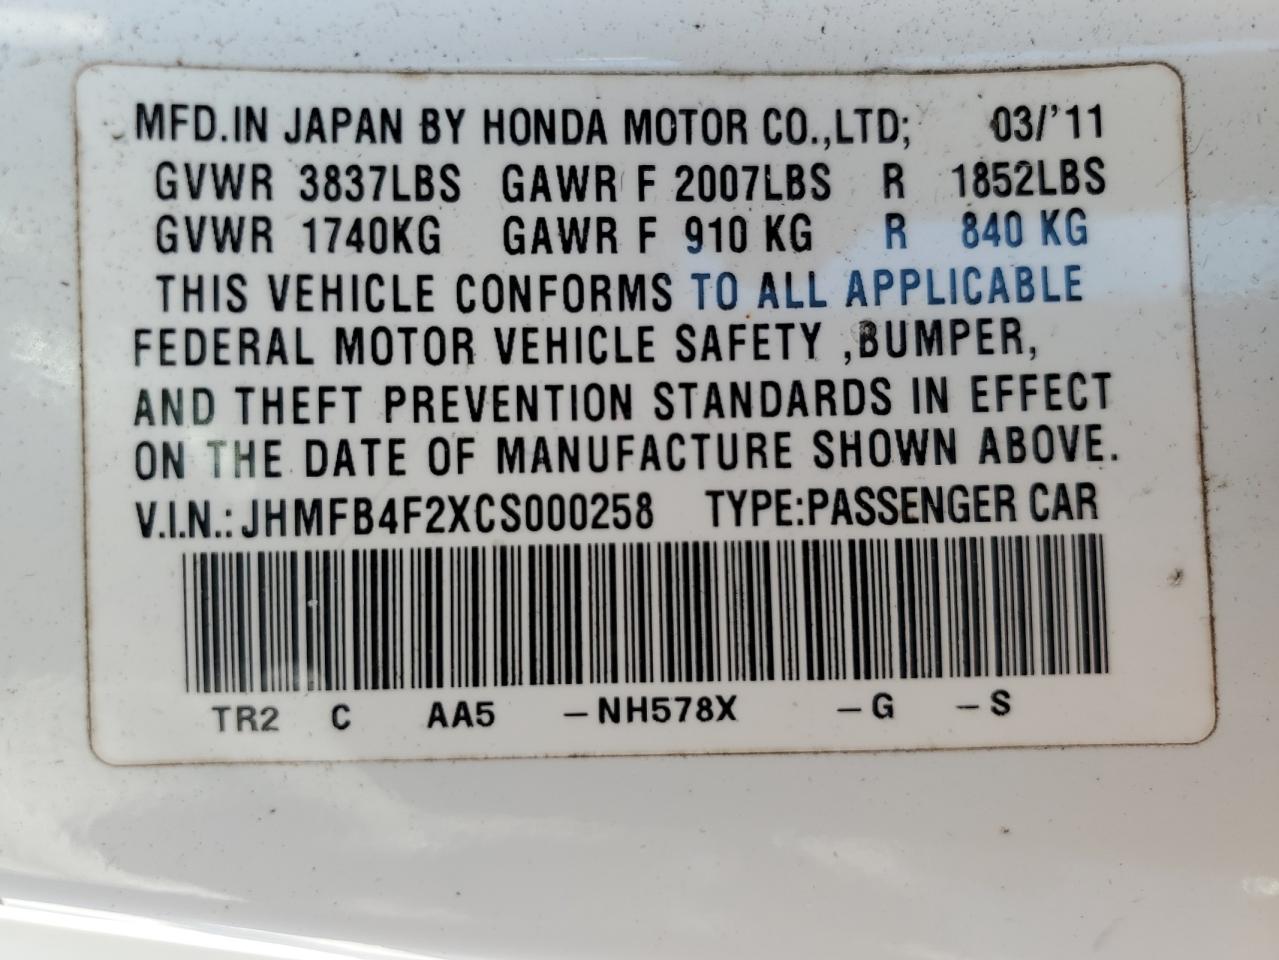 MFD.IN JAPAN BY HONDA MOTOR CO.,LTD; 03/'11
GVWR 3837LBS GAWR F 2007LBS R 1852LBS
GVWR 1740KG GAWR F 910 KG R 840 KG
THIS VEHICLE CONFORMS TO ALL APPLICABLE
FEDERAL MOTOR VEHICLE SAFETY ,BUMPER,
AND THEFT PREVENTION STANDARDS IN EFFECT
ON THE DATE OF MANUFACTURE SHOWN ABOVE.
V.I.N.: JHMFB4F2XCS000258 TYPE:PASSENGER CAR
TR2 C AA5 –NH578X –G –S